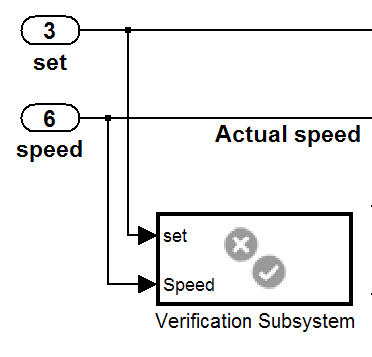 3
set
6
speed
Actual speed
set
Speed
Verification Subsystem